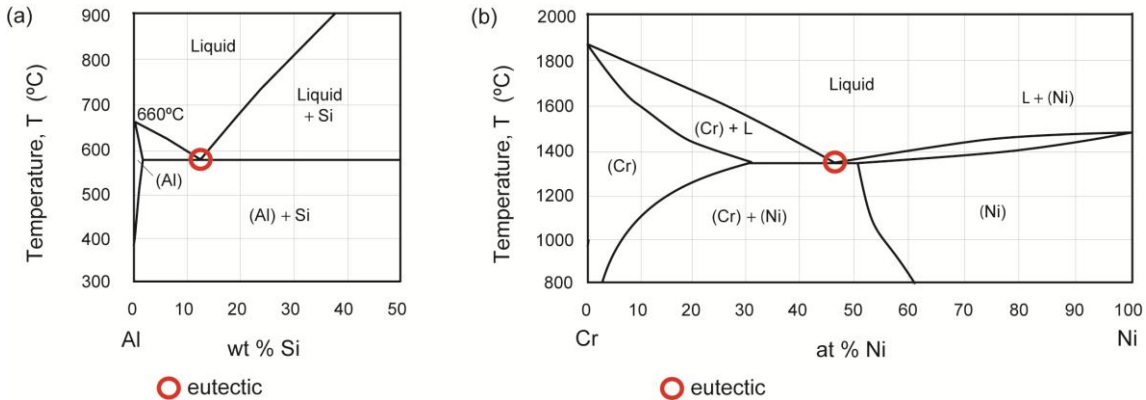 (a)
900
800
700
600
500
400
300
Temperature, T (ºC)
Liquid
660ºC
Liquid
+ Si
(Al)
(Al) + Si
0 10 20 30 40 50
Al
wt % Si
eutectic
(b)
2000
1800
1600
1400
1200
1000
800
Temperature, T (ºC)
Liquid
L + (Ni)
(Cr) + L
(Cr)
(Cr) + (Ni)
(Ni)
0 10 20 30 40 50 60 70 80 90 100
Cr
at % Ni
Ni
eutectic